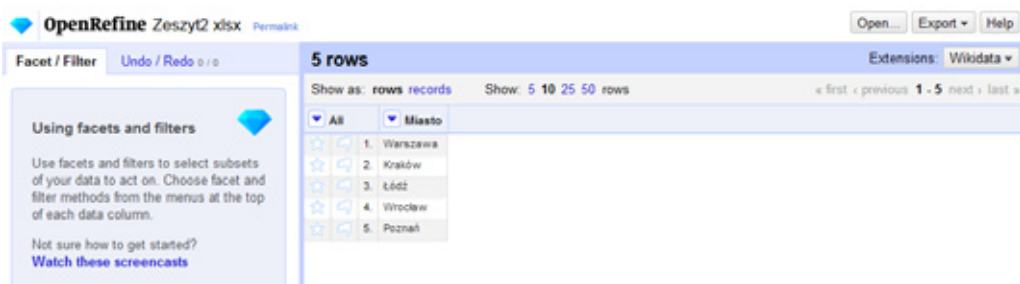 OpenRefine Zeszyt2 xlsx Permalink
Open... Export Help
Facet / Filter Undo / Redo 0 / 0
5 rows
Extensions: Wikidata
Show as: rows records Show: 5 10 25 50 rows
« first ‹ previous 1 - 5 next › last »
All Miasto
1. Warszawa
2. Kraków
3. Łódź
4. Wrocław
5. Poznań
Using facets and filters
Use facets and filters to select subsets
of your data to act on. Choose facet and
filter methods from the menus at the top
of each data column.
Not sure how to get started?
Watch these screencasts